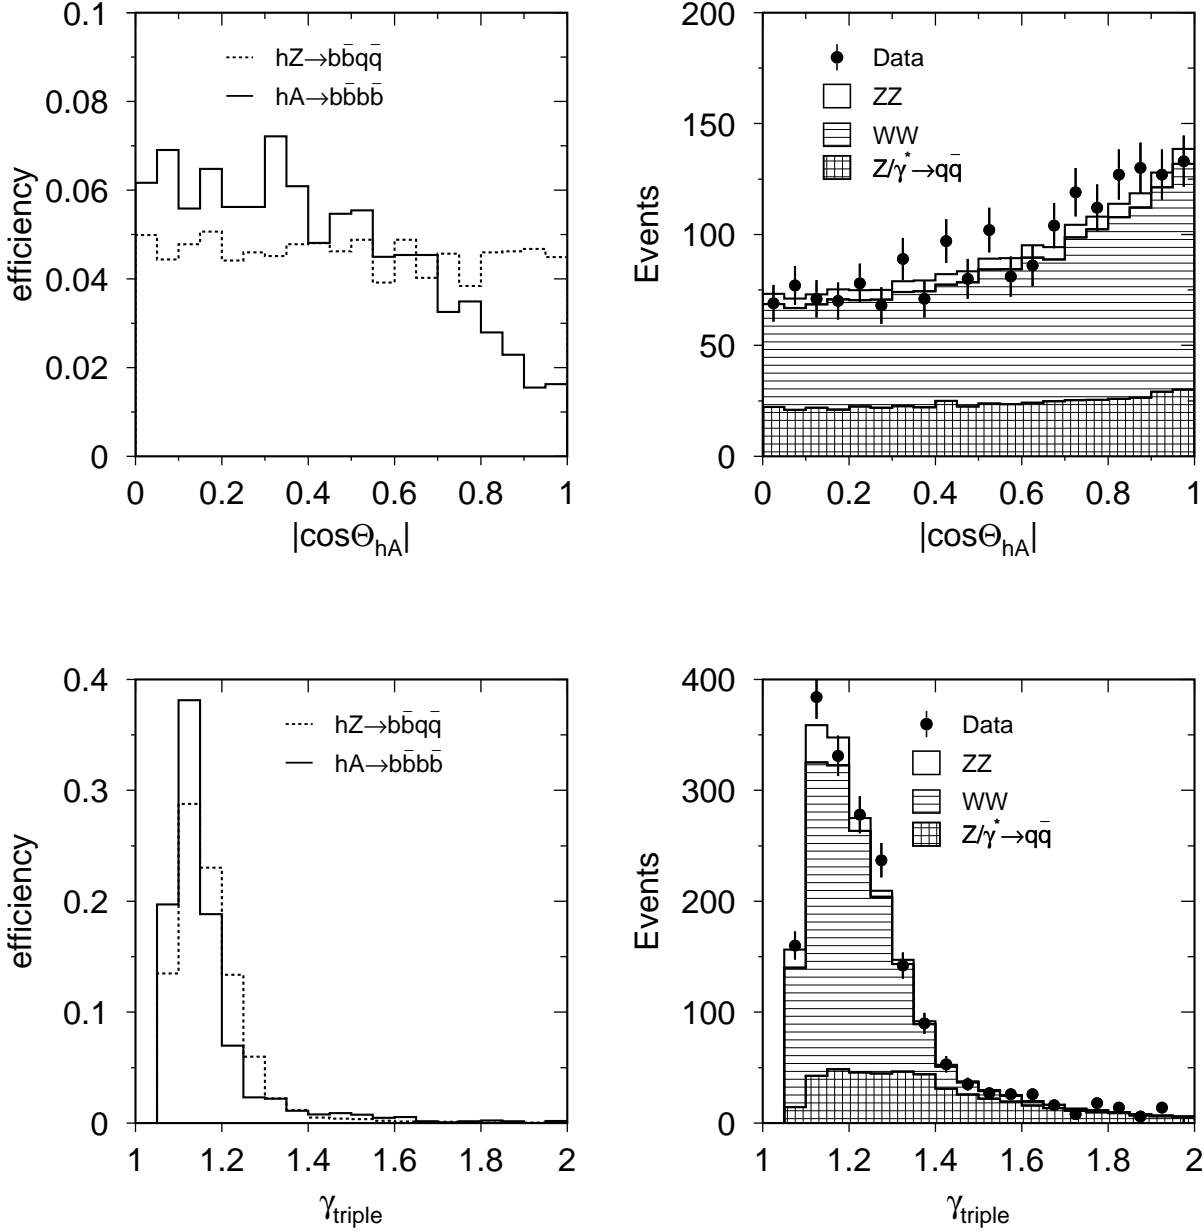 0.1
0.08
0.06
0.04
0.02
0
efficiency
hZ→bb̄qq̄
hA→bb̄bb̄
0 0.2 0.4 0.6 0.8 1
|cosΘhA|
200
150
100
50
0
Events
Data
ZZ
WW
Z/γ*→qq̄
0 0.2 0.4 0.6 0.8 1
|cosΘhA|
0.4
0.3
0.2
0.1
0
efficiency
hZ→bb̄qq̄
hA→bb̄bb̄
1 1.2 1.4 1.6 1.8 2
γtriple
400
300
200
100
0
Events
Data
ZZ
WW
Z/γ*→qq̄
1 1.2 1.4 1.6 1.8 2
γtriple